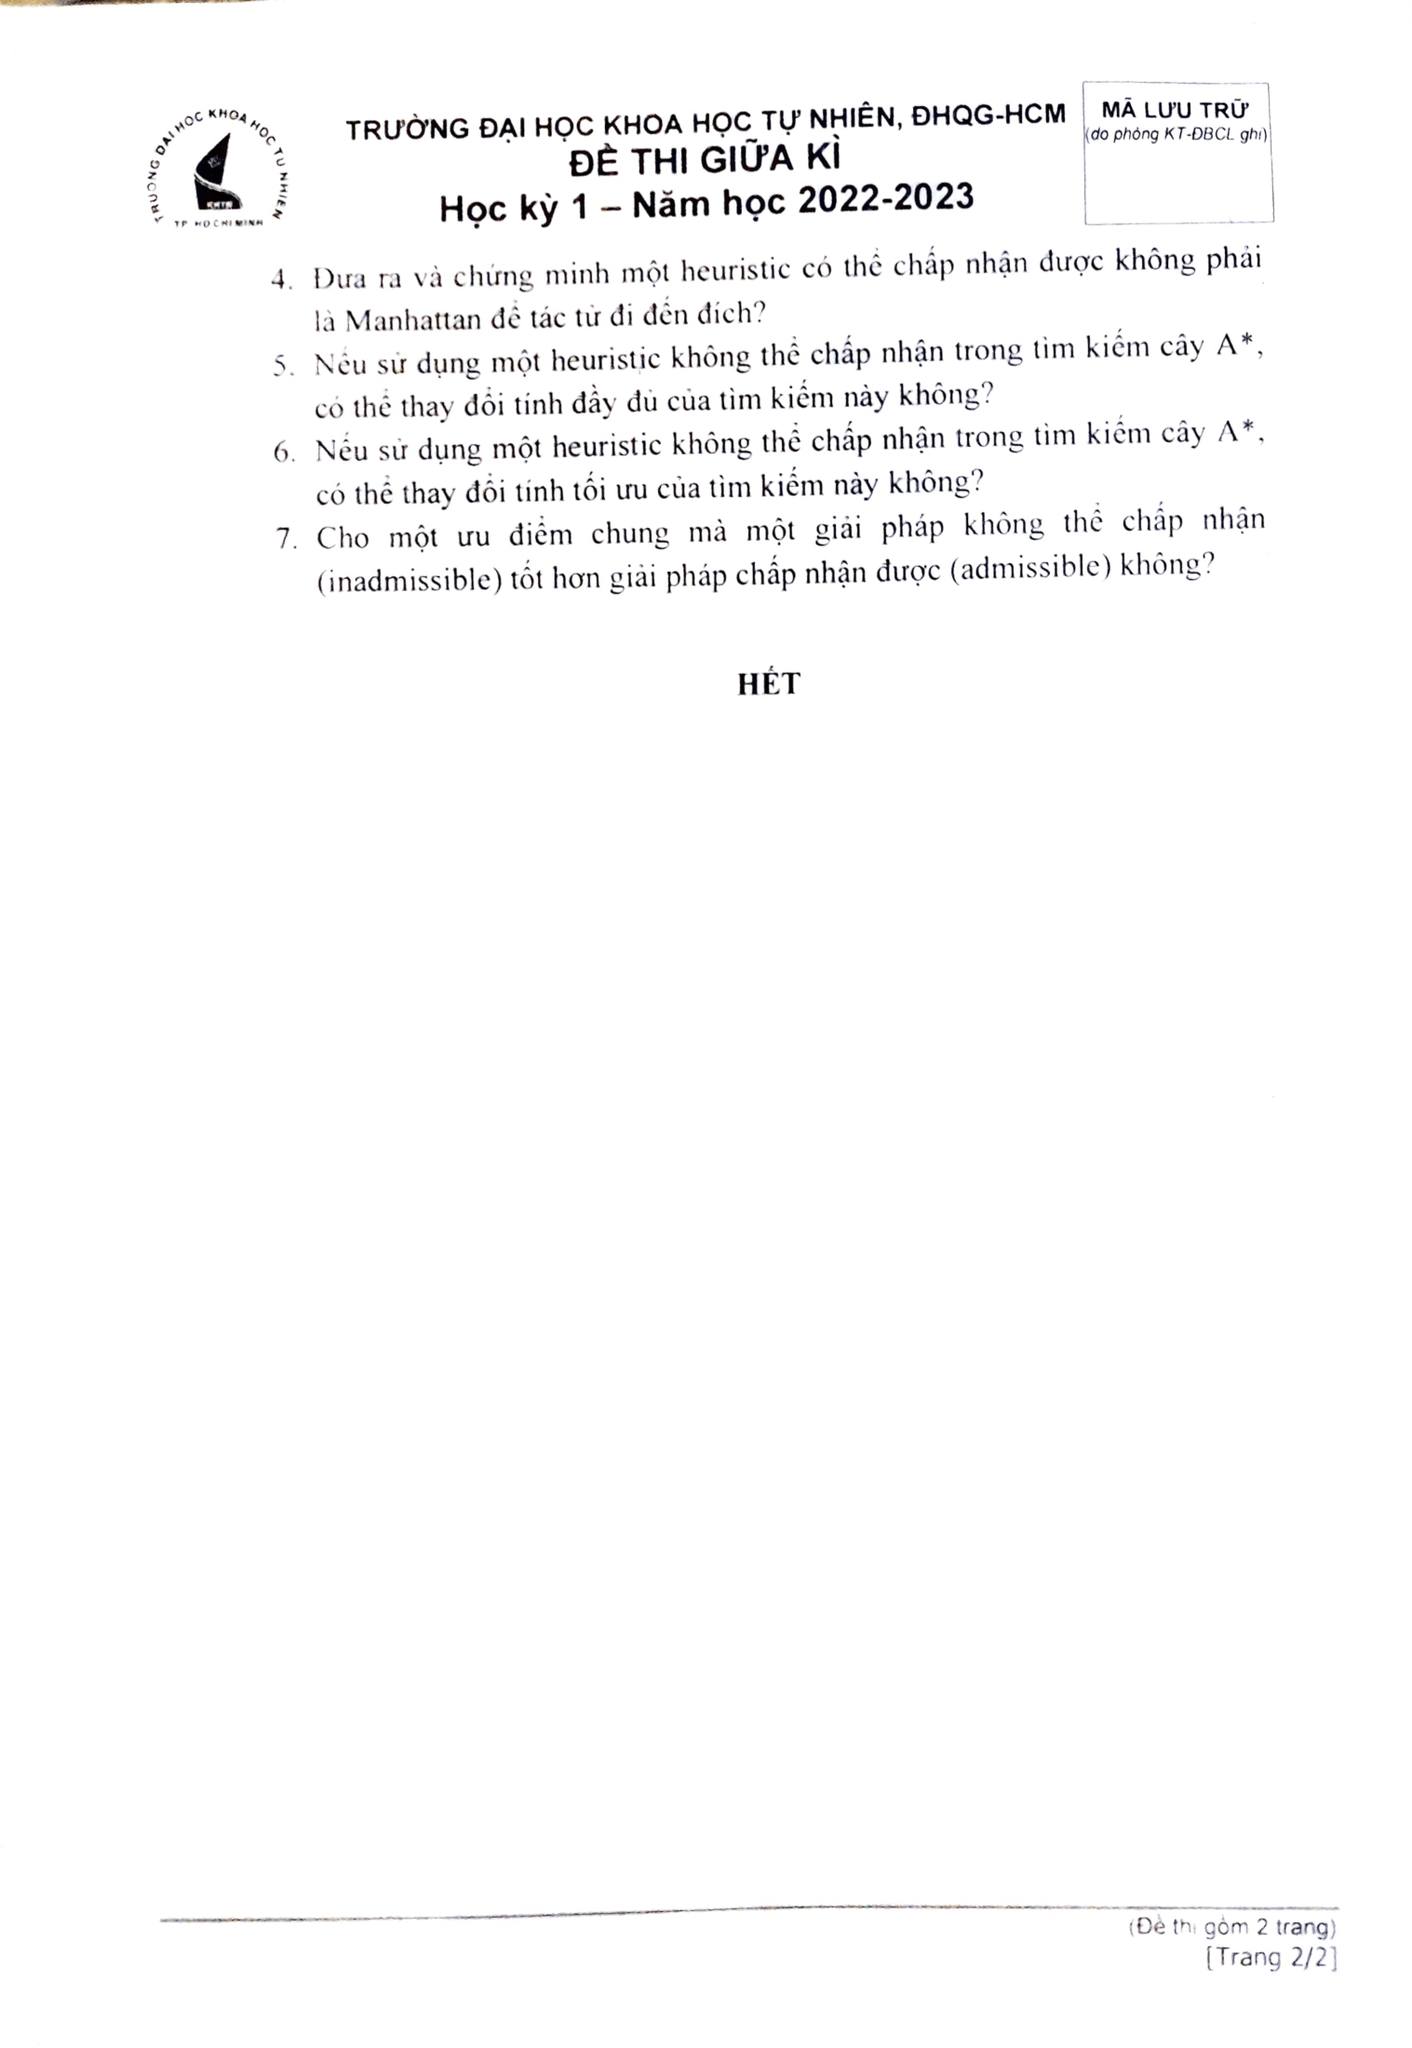 TRƯỜNG ĐẠI HỌC KHOA HỌC TỰ NHIÊN
TP HO CHI MINH
TRƯỜNG ĐẠI HỌC KHOA HỌC TỰ NHIÊN, ĐHQG-HCM
ĐỀ THI GIỮA KÌ
Học kỳ 1 – Năm học 2022-2023
MÃ LƯU TRỮ
(do phòng KT-ĐBCL ghi)
4. Đưa ra và chứng minh một heuristic có thể chấp nhận được không phải
là Manhattan để tác tử đi đến đích?
5. Nếu sử dụng một heuristic không thể chấp nhận trong tìm kiếm cây A*,
có thể thay đổi tính đầy đủ của tìm kiếm này không?
6. Nếu sử dụng một heuristic không thể chấp nhận trong tìm kiếm cây A*,
có thể thay đổi tính tối ưu của tìm kiếm này không?
7. Cho một ưu điểm chung mà một giải pháp không thể chấp nhận
(inadmissible) tốt hơn giải pháp chấp nhận được (admissible) không?
HẾT
(Đề thi gồm 2 trang)
[Trang 2/2]